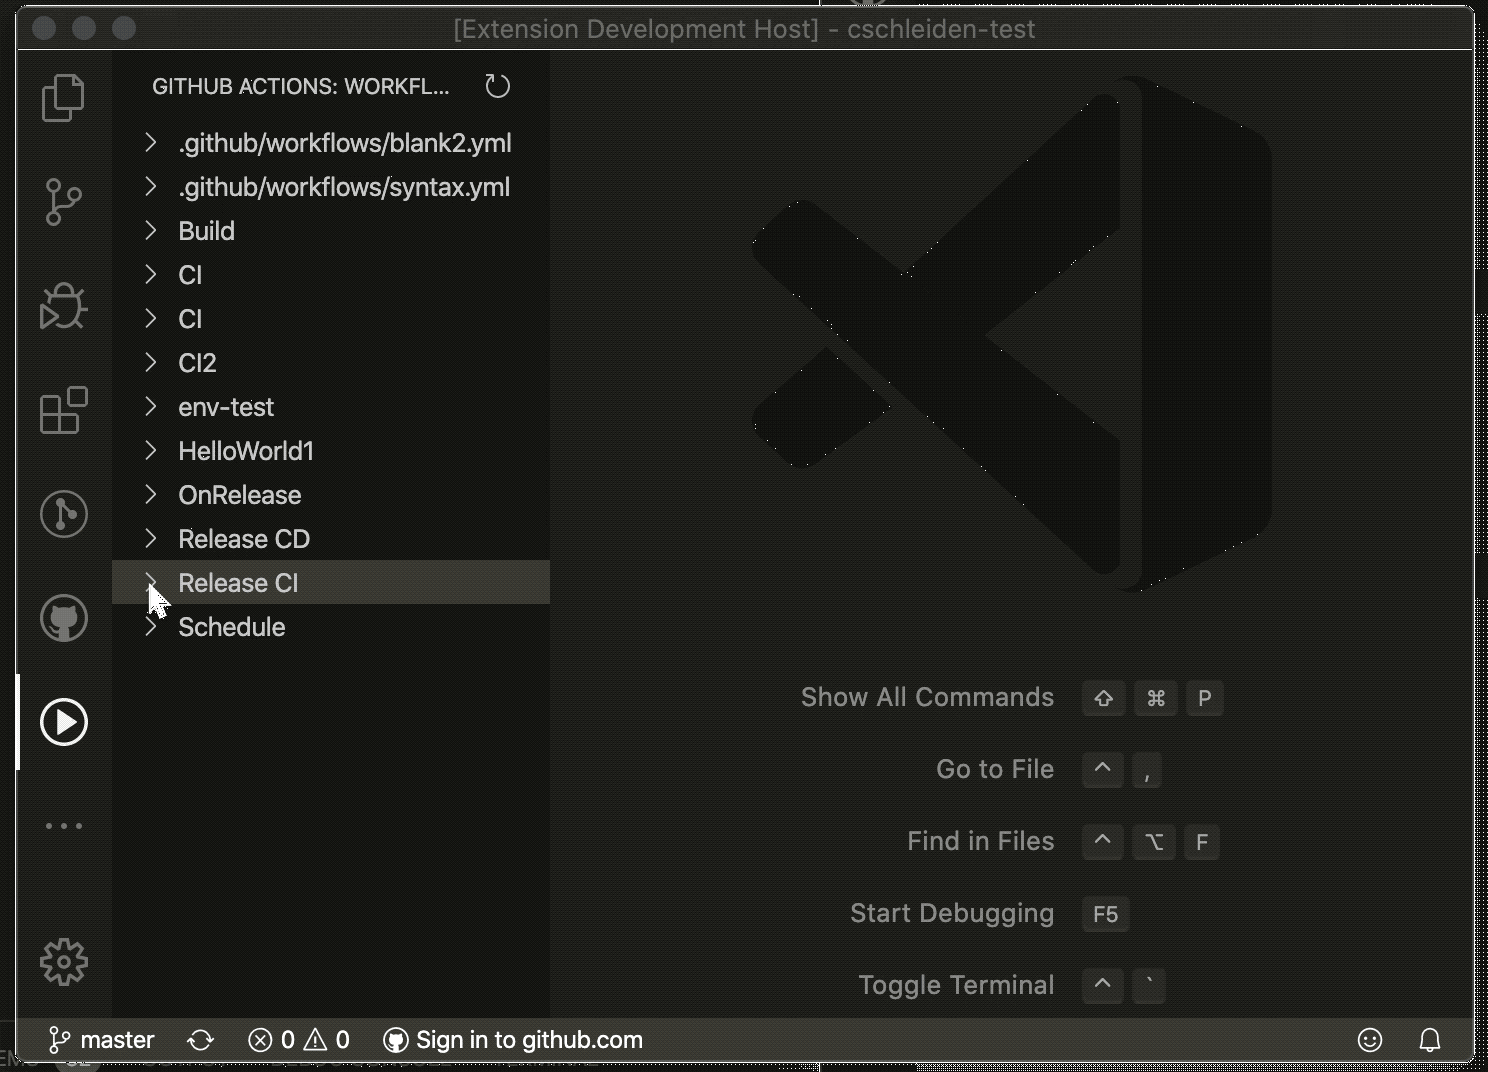 [Extension Development Host] - cschleiden-test
GITHUB ACTIONS: WORKFL...
.github/workflows/blank2.yml
.github/workflows/syntax.yml
Build
CI
CI
CI2
env-test
HelloWorld1
OnRelease
Release CD
Release CI
Schedule
Show All Commands ⇧ ⌘ P
Go to File ^ ,
Find in Files ^ ⌥ F
Start Debugging F5
Toggle Terminal ^ `
master 0 0 Sign in to github.com